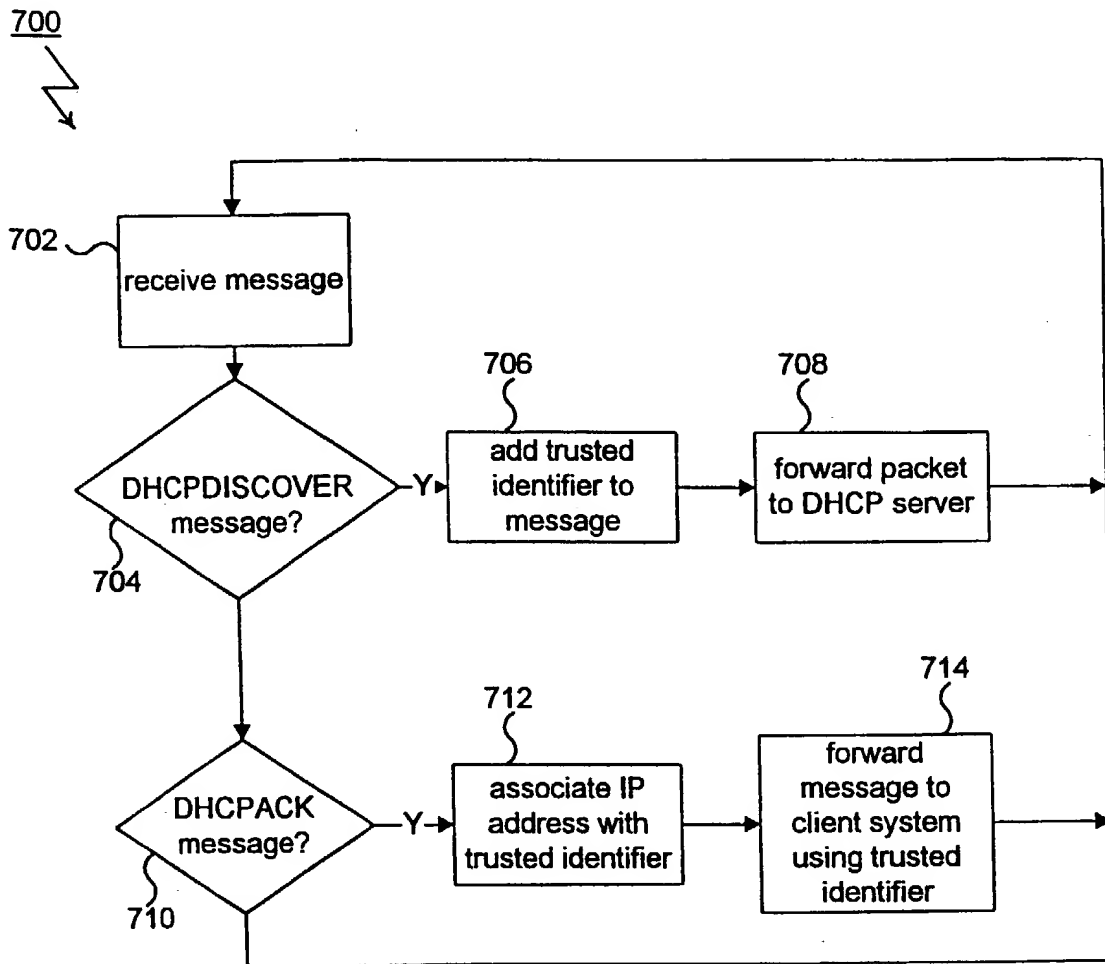 700
702
receive message
706
708
DHCPDISCOVER
message?
Y
add trusted
identifier to
message
forward packet
to DHCP server
704
712
714
DHCPACK
message?
Y
associate IP
address with
trusted identifier
forward
message to
client system
using trusted
identifier
710